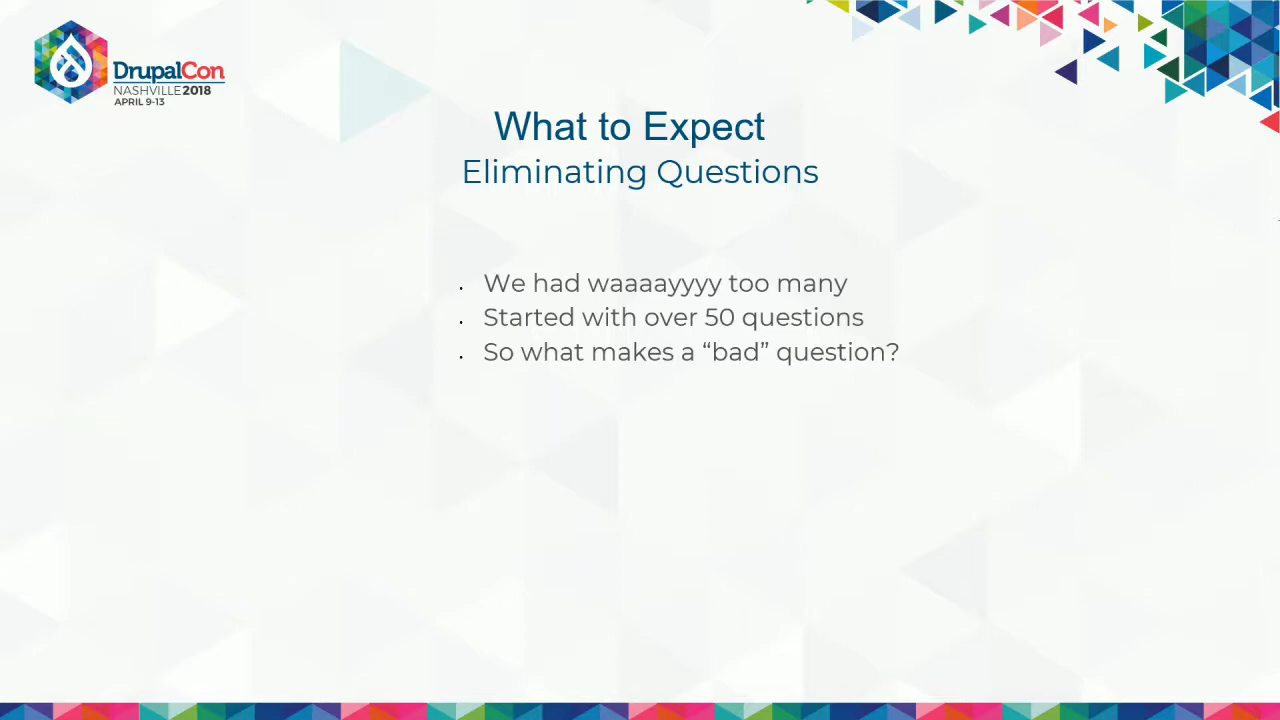 DrupalCon
NASHVILLE 2018
APRIL 9-13
What to Expect
Eliminating Questions
. We had waaaayyyy too many
. Started with over 50 questions
. So what makes a “bad” question?